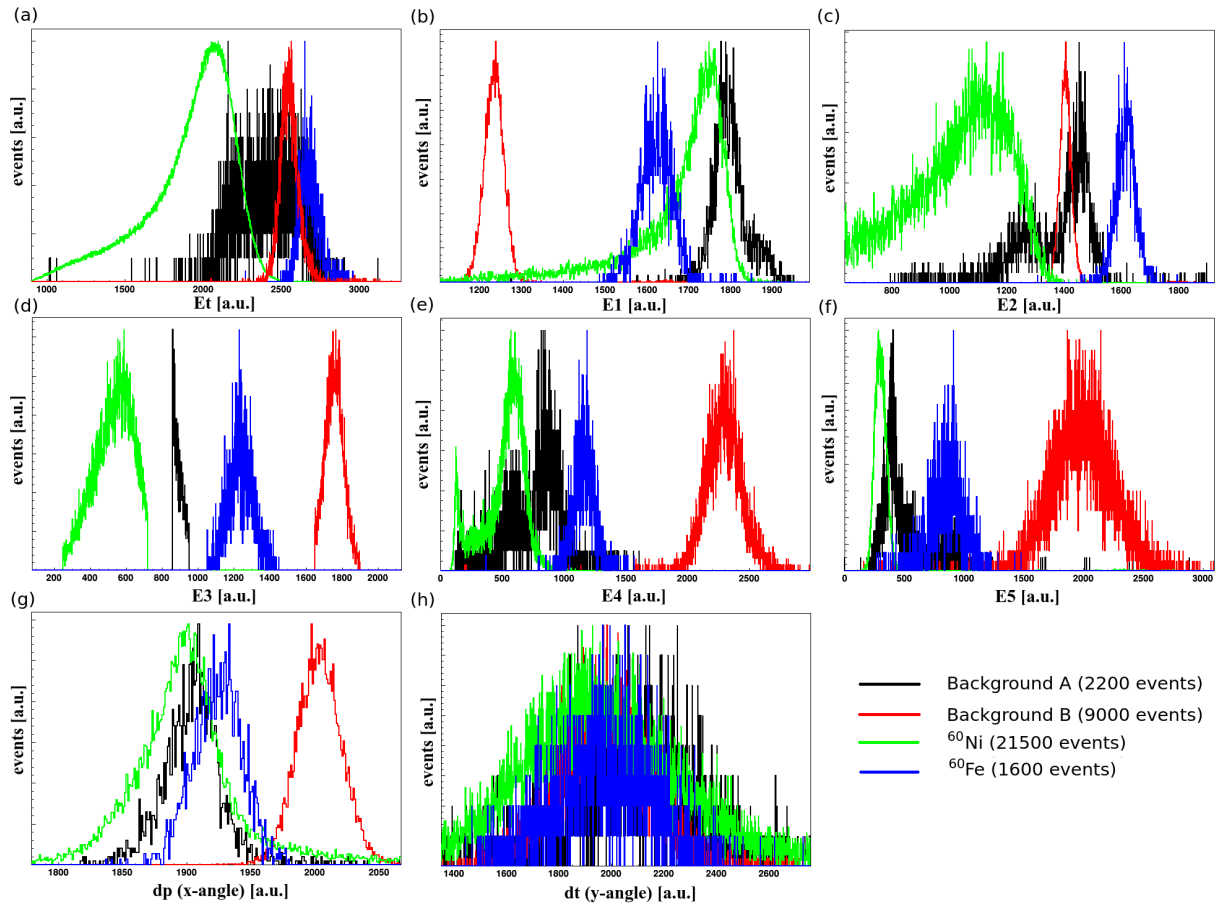 (a) (b) (c)
events [a.u.] events [a.u.] events [a.u.]
1000 1500 2000 2500 3000 1200 1300 1400 1500 1600 1700 1800 1900 800 1000 1200 1400 1600 1800
Et [a.u.] E1 [a.u.] E2 [a.u.]
(d) (e) (f)
events [a.u.] events [a.u.] events [a.u.]
200 400 600 800 1000 1200 1400 1600 1800 2000 0 500 1000 1500 2000 2500 0 500 1000 1500 2000 2500 3000
E3 [a.u.] E4 [a.u.] E5 [a.u.]
(g) (h)
events [a.u.] events [a.u.]
1800 1850 1900 1950 2000 2050 1400 1600 1800 2000 2200 2400 2600
dp (x-angle) [a.u.] dt (y-angle) [a.u.]
Background A (2200 events)
Background B (9000 events)
⁶⁰Ni (21500 events)
⁶⁰Fe (1600 events)